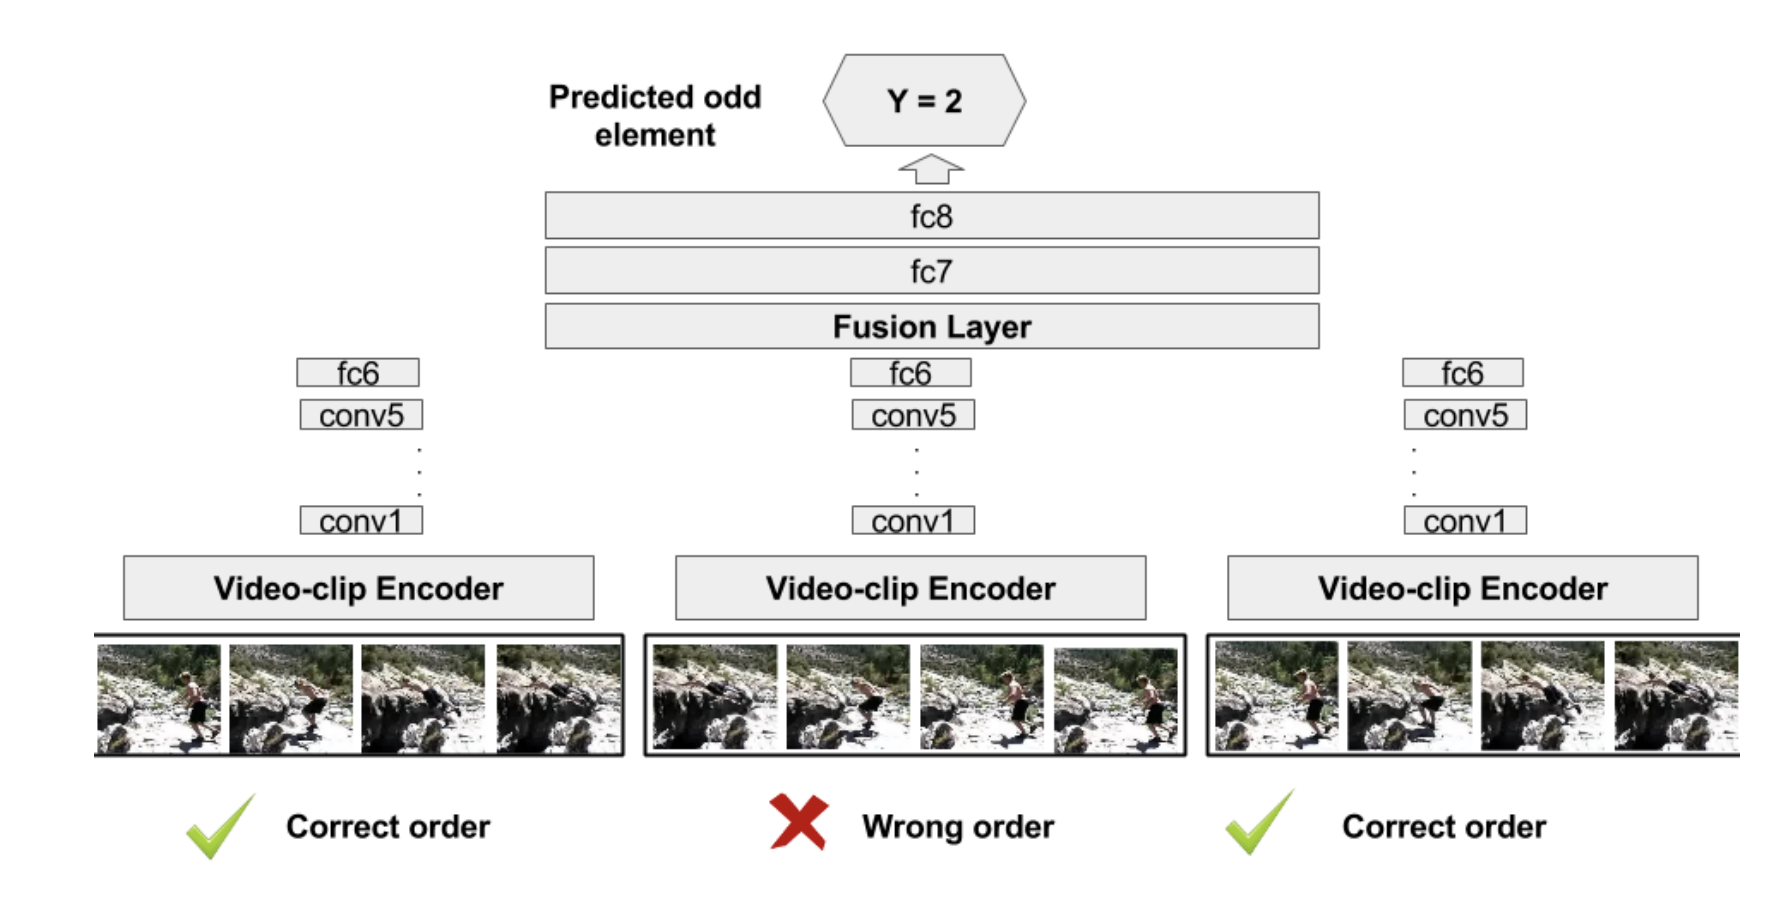 Predicted odd
element
Y = 2
fc8
fc7
Fusion Layer
fc6 fc6 fc6
conv5 conv5 conv5
conv1 conv1 conv1
Video-clip Encoder Video-clip Encoder Video-clip Encoder
Correct order Wrong order Correct order